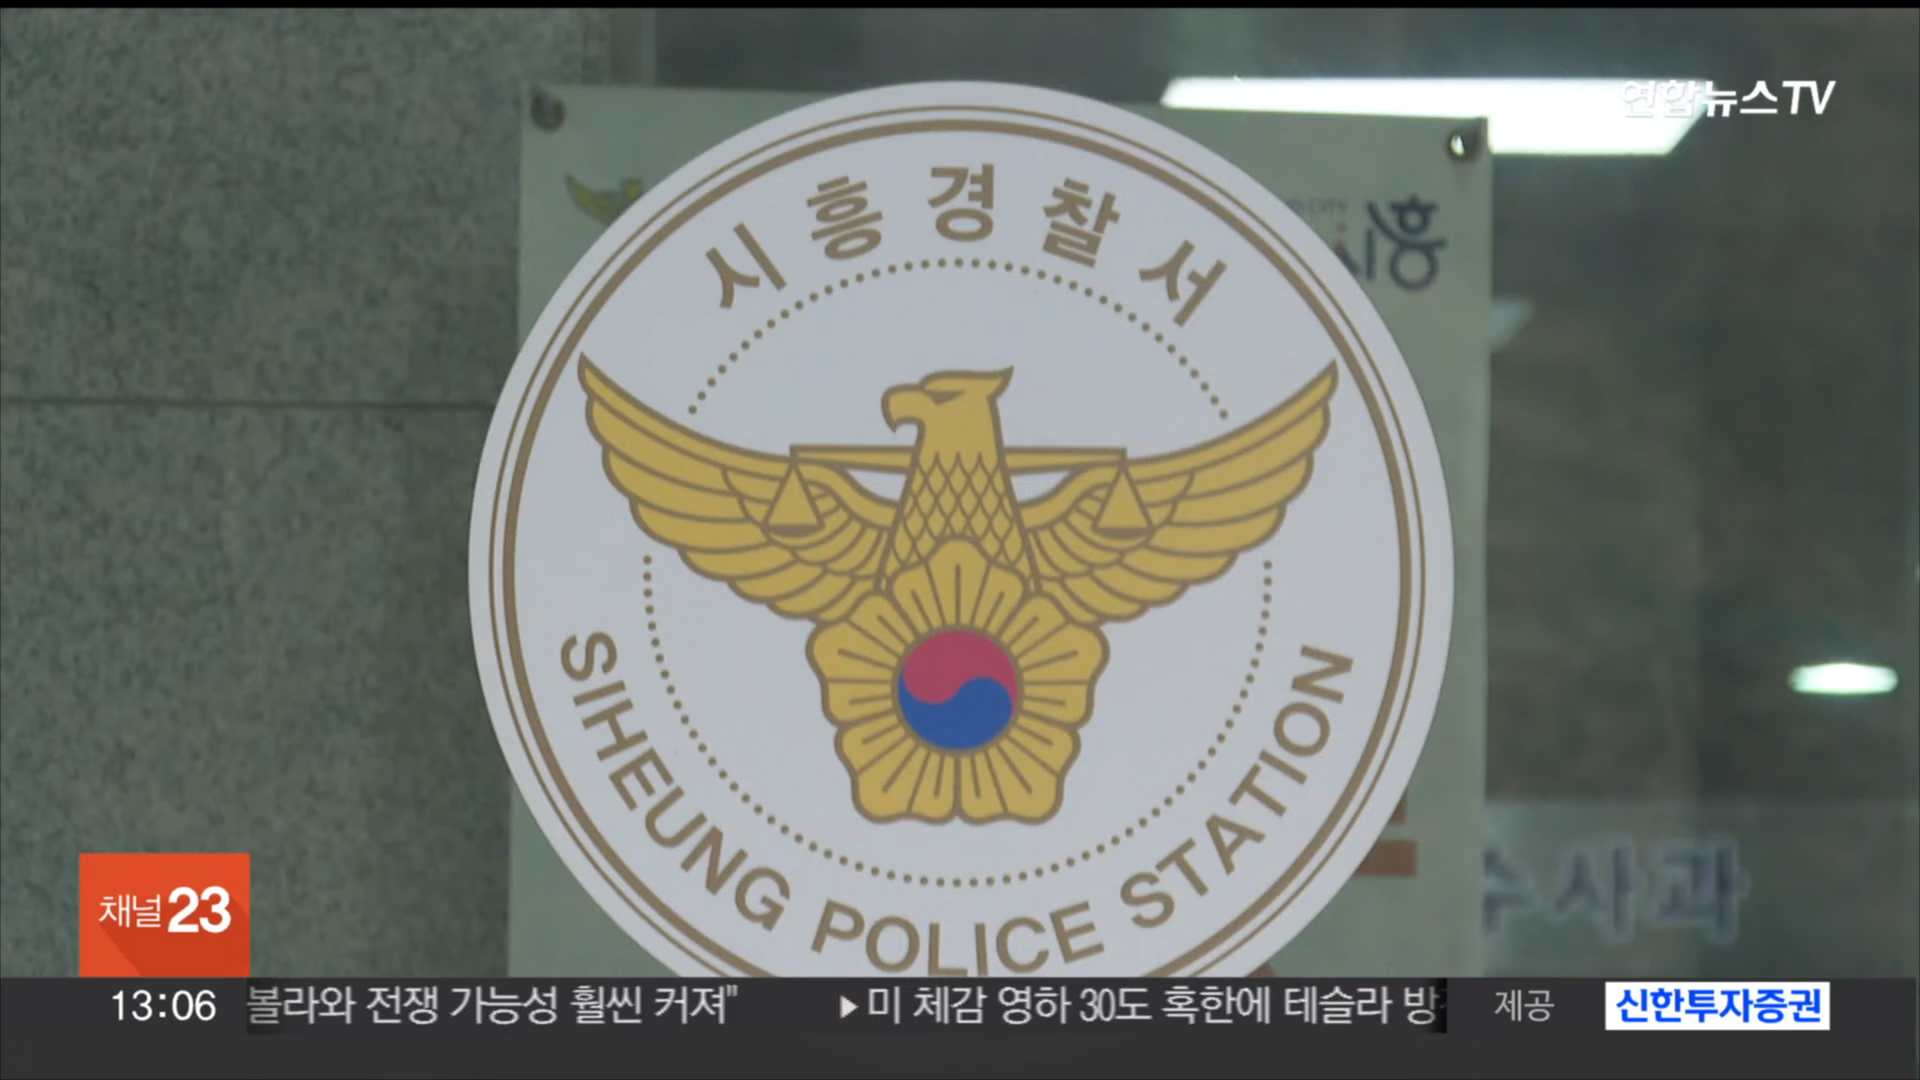 연합뉴스TV
시흥경찰서
SIHEUNG POLICE STATION
수사과
채널23
13:06 볼라와 전쟁 가능성 훨씬 커져” ▶미 체감 영하 30도 혹한에 테슬라 방 제공 신한투자증권